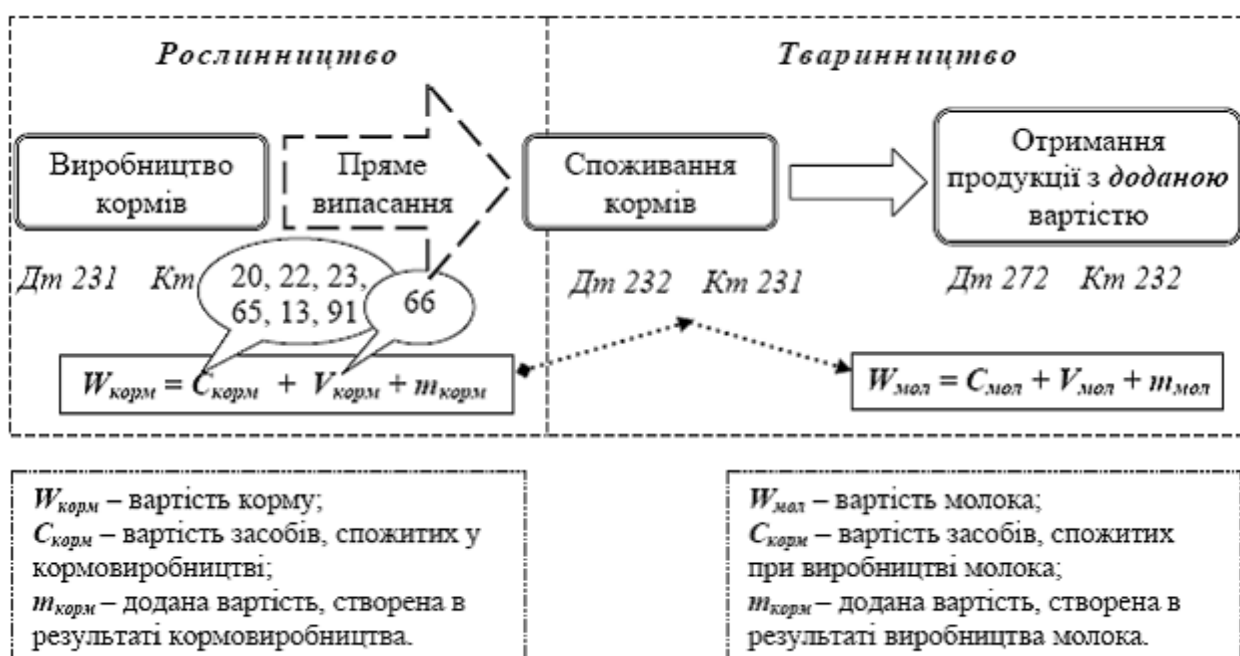 Рослинництво
Тваринництво
Виробництво
кормів
Пряме
випасання
Споживання
кормів
Отримання
продукції з доданою
вартістю
Дт 231 Кт
20, 22, 23,
65, 13, 91
66
Дт 232 Кт 231
Дт 272 Кт 232
Wкорм = Cкорм + Vкорм + mкорм
Wмол = Cмол + Vмол + mмол
Wкорм – вартість корму;
Cкорм – вартість засобів, спожитих у
кормовиробництві;
mкорм – додана вартість, створена в
результаті кормовиробництва.
Wмол – вартість молока;
Cкорм – вартість засобів, спожитих
при виробництві молока;
mкорм – додана вартість, створена в
результаті виробництва молока.